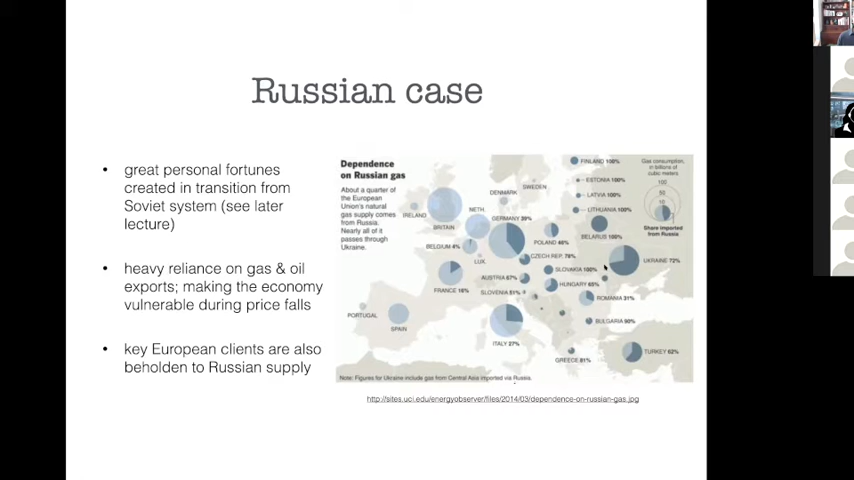 Russian case
• great personal fortunes
created in transition from
Soviet system (see later
lecture)
• heavy reliance on gas & oil
exports; making the economy
vulnerable during price falls
• key European clients are also
beholden to Russian supply
Dependence
on Russian gas
About a quarter of
the European
Union's natural
gas supply comes
from Russia.
Nearly all of it
passes through
Ukraine.
Gas consumption,
in billions of
cubic meters
100
50
10
Share imported
from Russia
FINLAND 100%
SWEDEN
ESTONIA 100%
DENMARK
LATVIA 100%
LITHUANIA 100%
IRELAND
NETH.
BRITAIN
GERMANY 39%
BELARUS 100%
POLAND 48%
BELGIUM 4%
CZECH REP. 78%
UKRAINE 72%
LUX.
SLOVAKIA 100%
AUSTRIA 67%
HUNGARY 65%
FRANCE 16%
SLOVENIA 51%
ROMANIA 31%
PORTUGAL
SPAIN
BULGARIA 90%
ITALY 27%
TURKEY 62%
GREECE 81%
Note: Figures for Ukraine include gas from Central Asia imported via Russia.
http://sites.uci.edu/energyobserver/files/2014/03/dependence-on-russian-gas.jpg